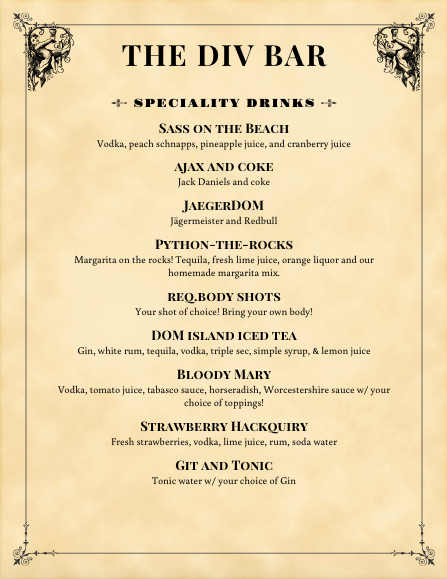 THE DIV BAR
SPECIALITY DRINKS
Sass on the Beach
Vodka, peach schnapps, pineapple juice, and cranberry juice
ajax and coke
Jack Daniels and coke
JaegerDOM
Jägermeister and Redbull
Python-the-rocks
Margarita on the rocks! Tequila, fresh lime juice, orange liquor and our
homemade margarita mix.
req.body shots
Your shot of choice! Bring your own body!
DOM island iced tea
Gin, white rum, tequila, vodka, triple sec, simple syrup, & lemon juice
Bloody Mary
Vodka, tomato juice, tabasco sauce, horseradish, Worcestershire sauce w/ your
choice of toppings!
Strawberry Hackquiry
Fresh strawberries, vodka, lime juice, rum, soda water
Git and Tonic
Tonic water w/ your choice of Gin